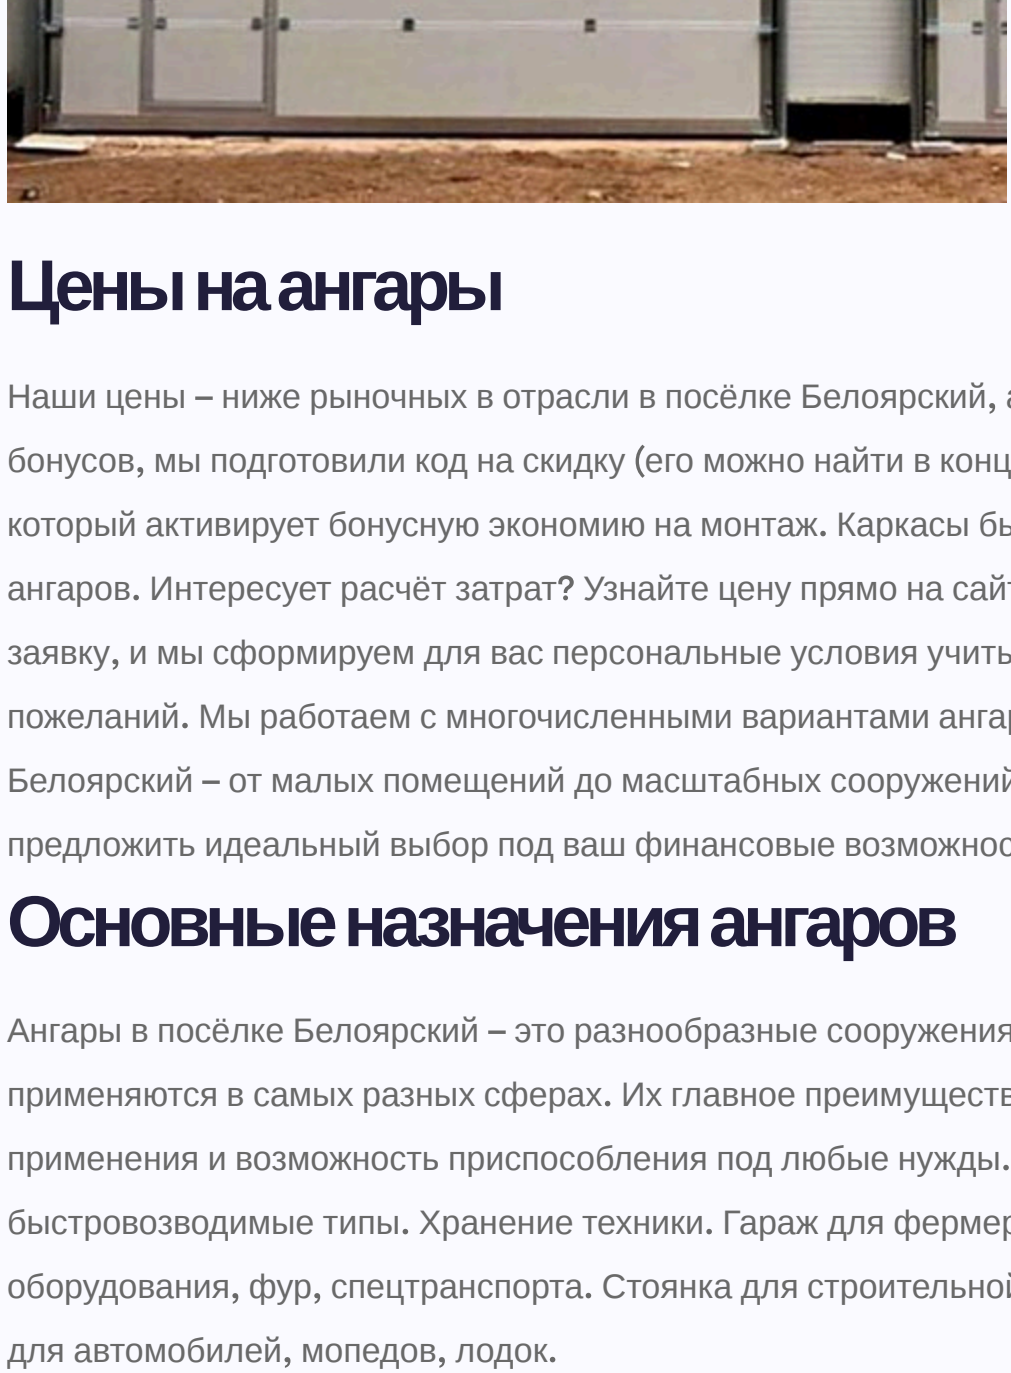 Цены на ангары
Наши цены – ниже рыночных в отрасли в посёлке Белоярский,
бонусов, мы подготовили код на скидку (его можно найти в
который активирует бонусную экономию на монтаж. Каркасы
ангаров. Интересует расчёт затрат? Узнайте цену прямо на
заявку, и мы сформируем для вас персональные условия
пожеланий. Мы работаем с многочисленными вариантами
Белоярский – от малых помещений до масштабных сооружений
предложить идеальный выбор под ваш финансовые
Основные назначения ангаров
Ангары в посёлке Белоярский – это разнообразные сооружения
применяются в самых разных сферах. Их главное
применения и возможность приспособления под любые нужды.
быстровозводимые типы. Хранение техники. Гараж для
оборудования, фур, спецтранспорта. Стоянка для
для автомобилей, мопедов, лодок.